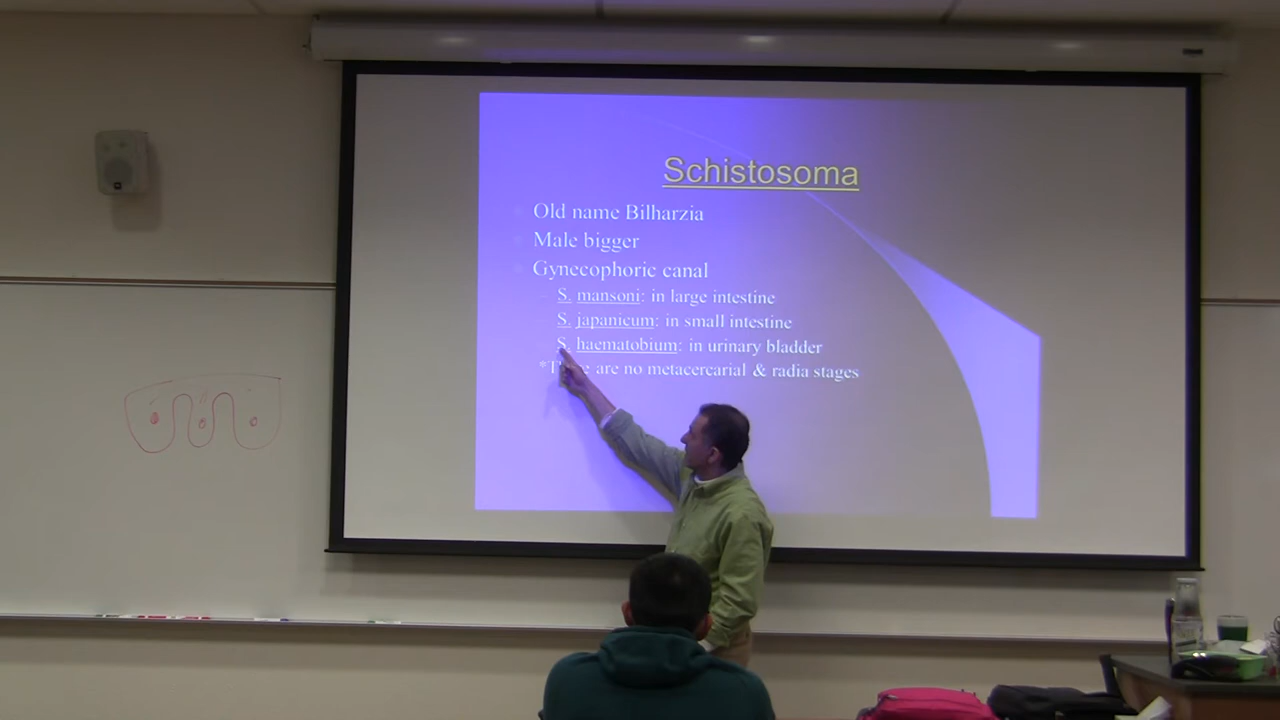 Schistosoma
Old name Bilharzia
Male bigger
Gynecophoric canal
S. mansoni: in large intestine
S. japanicum: in small intestine
S. haematobium: in urinary bladder
are no metacercarial & radia stages